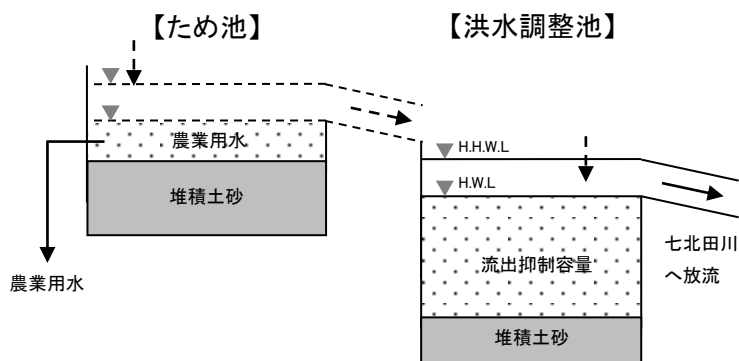 【ため池】
【洪水調整池】
農業用水
堆積土砂
農業用水
H.H.W.L
H.W.L
流出抑制容量
堆積土砂
七北田川
へ放流